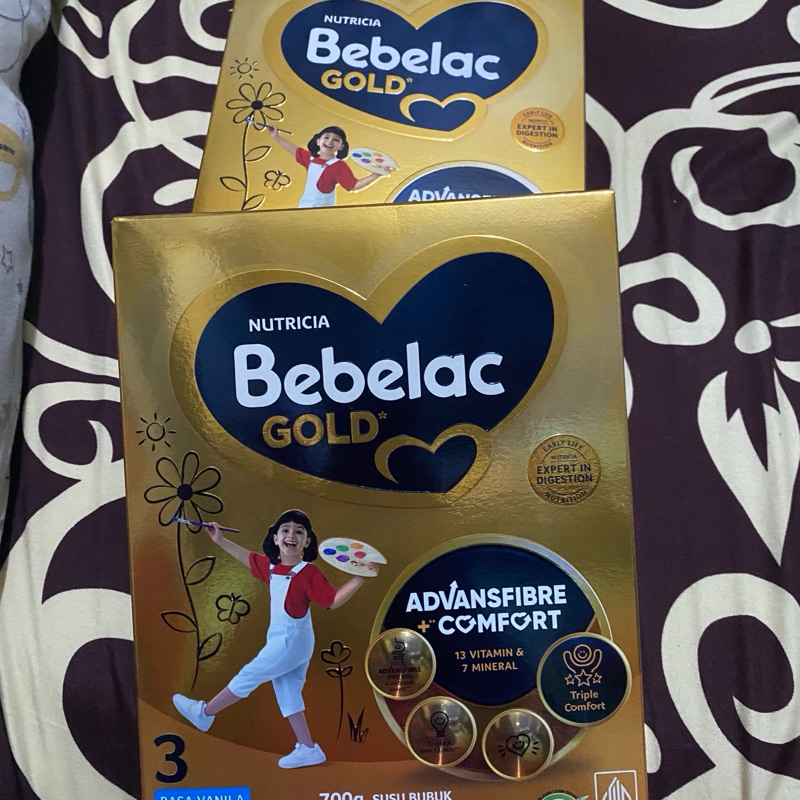 NUTRICIA
Bebelac
GOLD*
EARLY LIFE
NUTRICIA
EXPERT IN
DIGESTION
NUTRITION
NUTRICIA
Bebelac
GOLD*
EARLY LIFE
NUTRICIA
EXPERT IN
DIGESTION
NUTRITION
ADVANSFIBRE
+** COMFORT
13 VITAMIN &
7 MINERAL
ADVANSFIBRE
Triple
Comfort
3
RASA VANILA
700g SUSU BUBUK